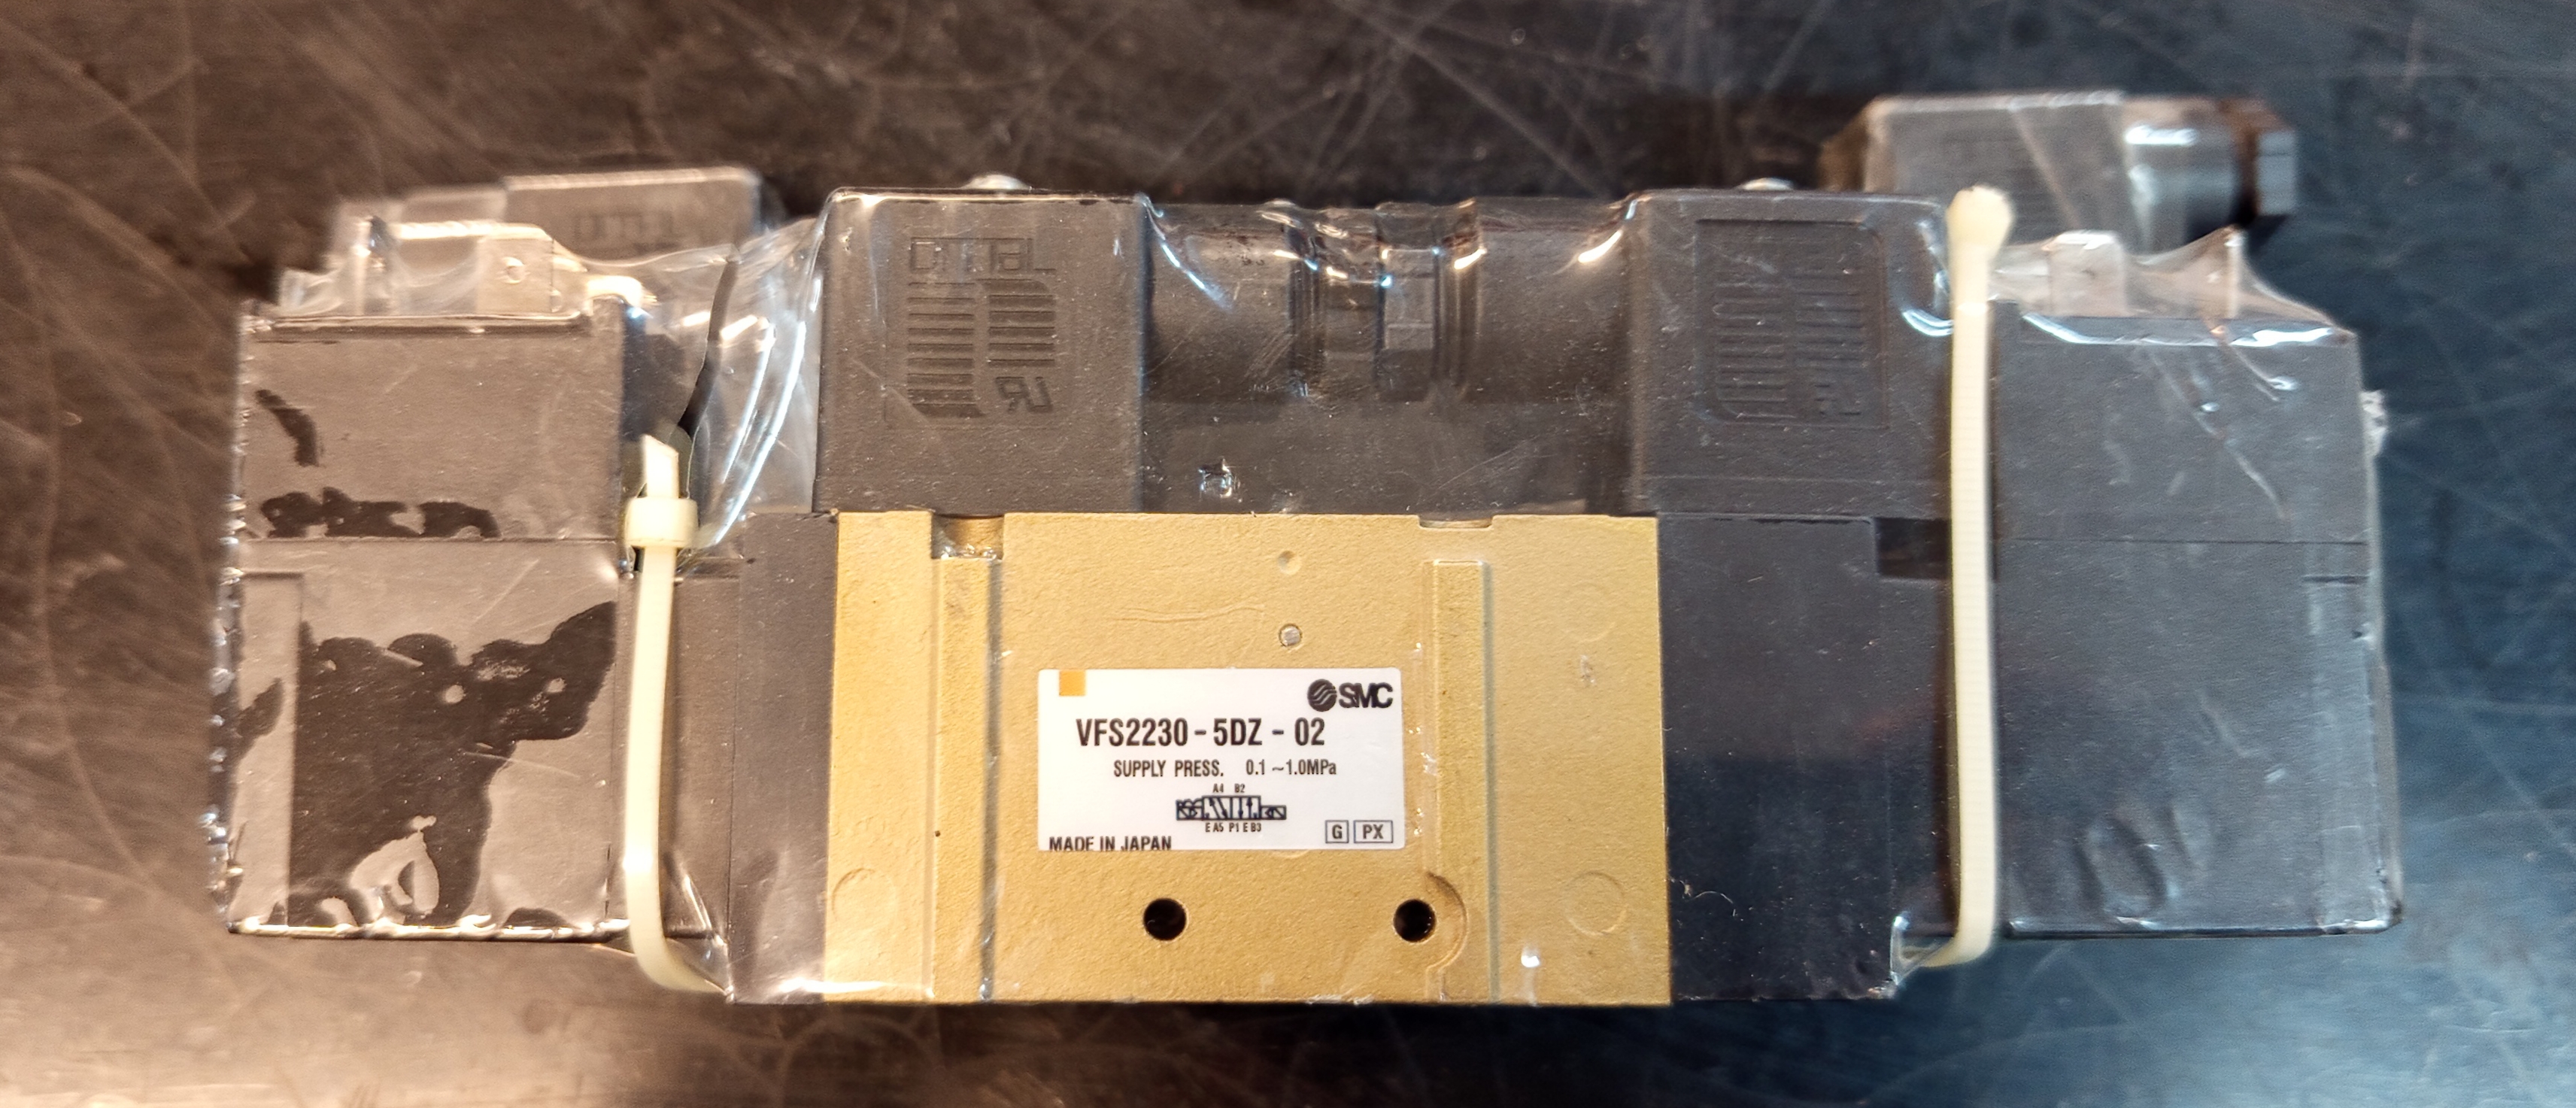 SMC
VFS2230-5DZ-02
SUPPLY PRESS. 0.1~1.0MPa
A4 B2
EA5 P1 EB3
G PX
MADE IN JAPAN